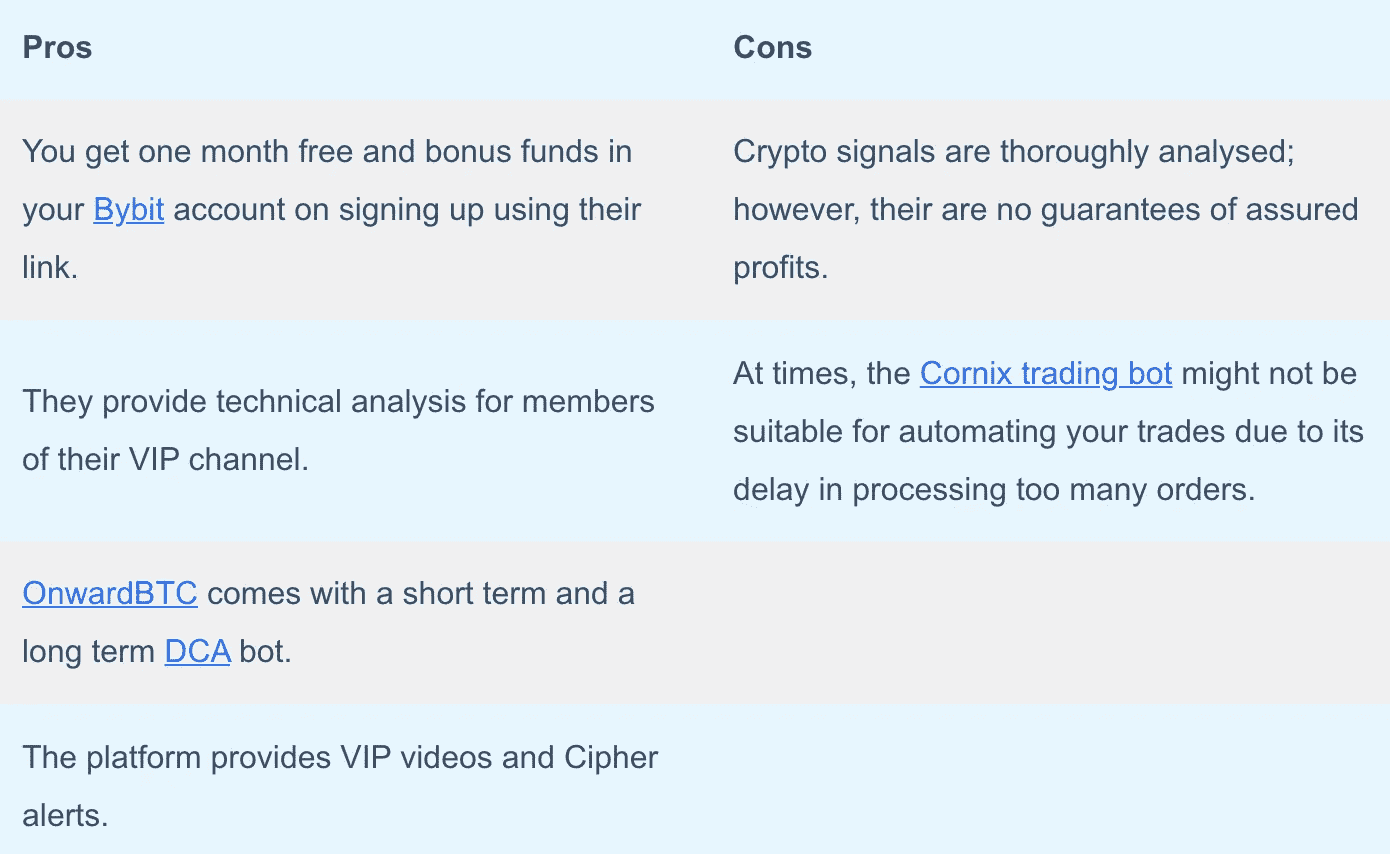 Pros
Cons
You get one month free and bonus funds in
your Bybit account on signing up using their
link.
Crypto signals are thoroughly analysed;
however, their are no guarantees of assured
profits.
They provide technical analysis for members
of their VIP channel.
At times, the Cornix trading bot might not be
suitable for automating your trades due to its
delay in processing too many orders.
OnwardBTC comes with a short term and a
long term DCA bot.
The platform provides VIP videos and Cipher
alerts.